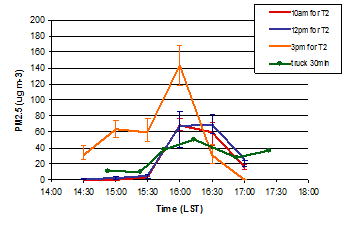 t0am for T2
t2pm for T2
3pm for T2
truck 30min
PM2.5 (ug m-3)
200
180
160
140
120
100
80
60
40
20
0
14:00 14:30 15:00 15:30 16:00 16:30 17:00 17:30 18:00
Time (LST)